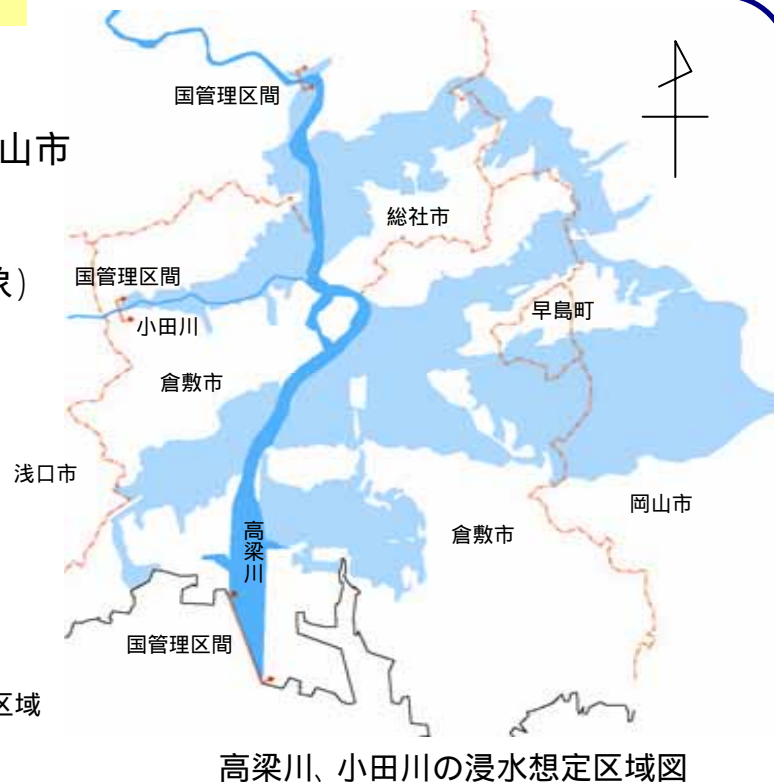 国管理区間
山市
総社市
象)
国管理区間
早島町
小田川
倉敷市
浅口市
岡山市
高梁川
倉敷市
国管理区間
区域
高梁川、小田川の浸水想定区域図